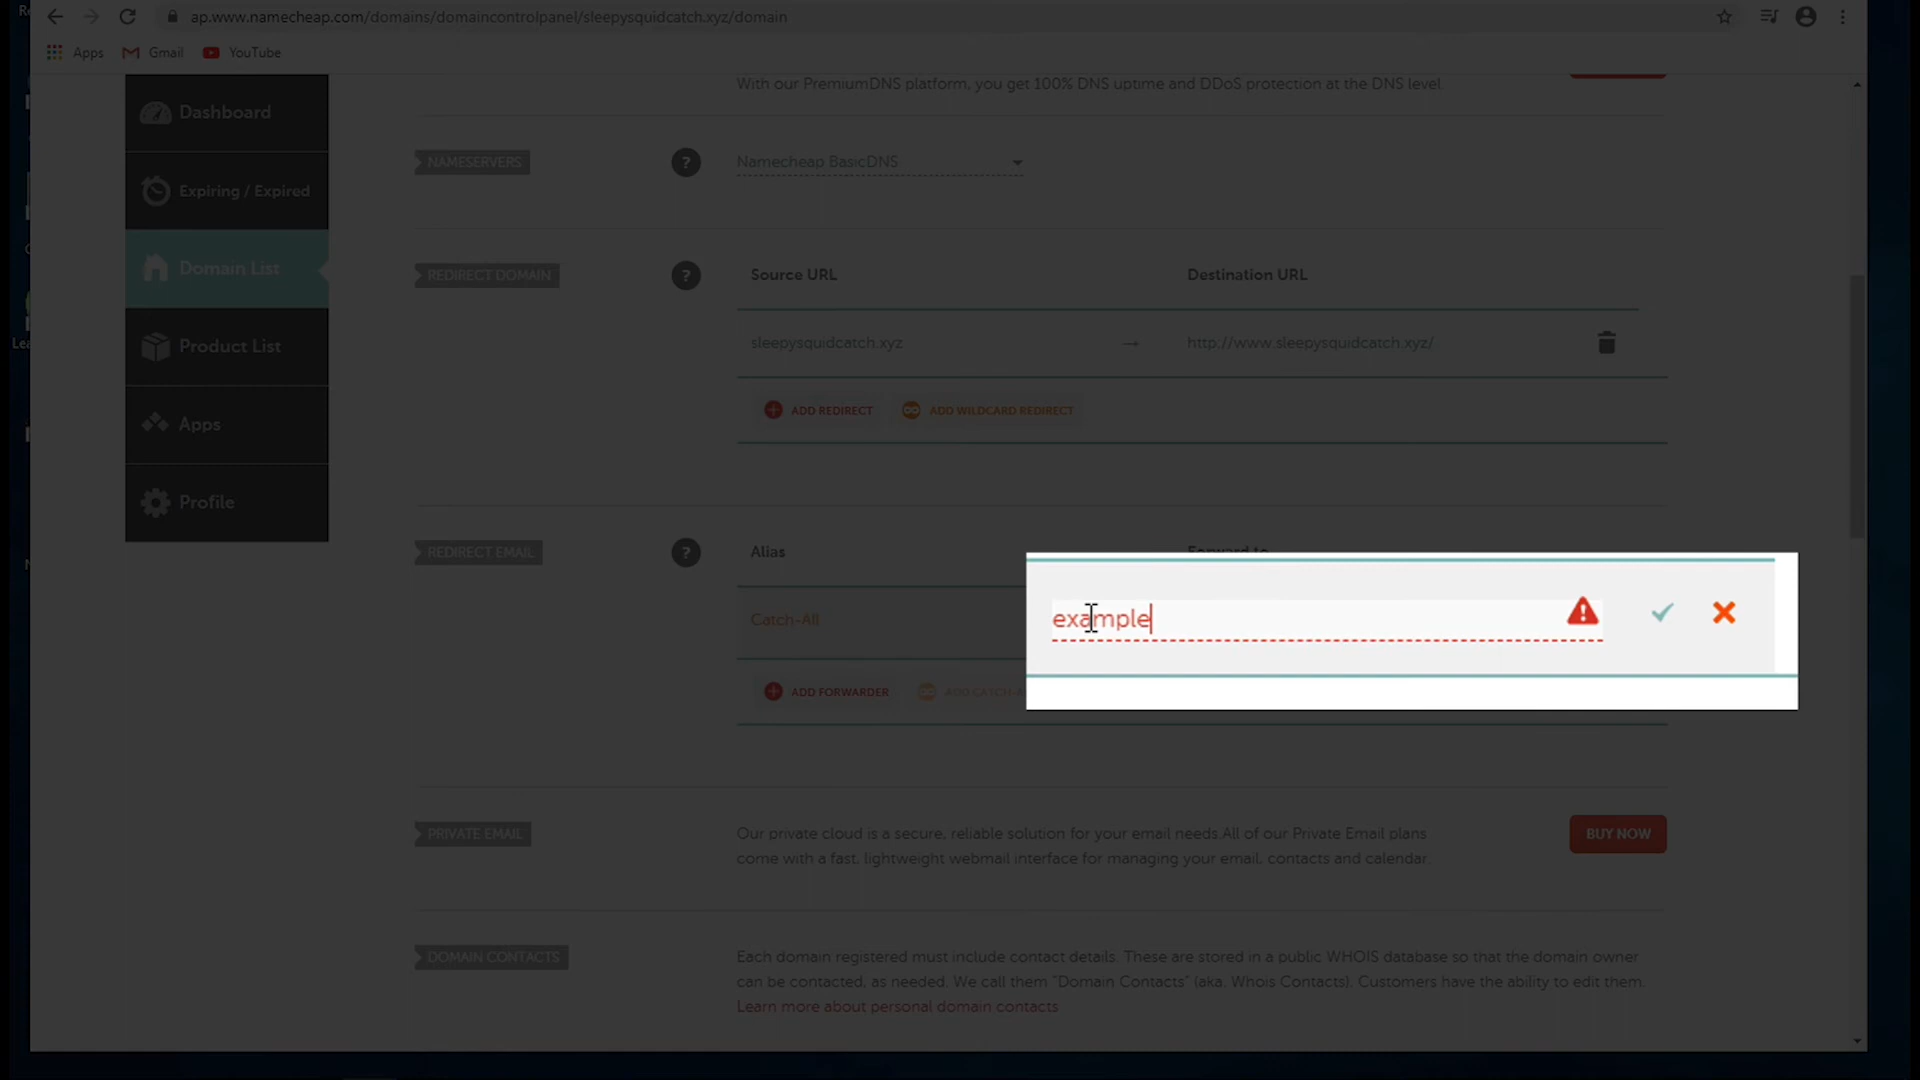 ap.www.namecheap.com/domains/domaincontrolpanel/sleepysquidcatch.xyz/domain
Apps
Gmail
YouTube
With our PremiumDNS platform, you get 100% DNS uptime and DDoS protection at the DNS level.
Dashboard
Expiring / Expired
Domain List
Product List
Apps
Profile
NAMESERVERS
?
Namecheap BasicDNS
REDIRECT DOMAIN
?
Source URL
Destination URL
sleepysquidcatch.xyz
→
http://www.sleepysquidcatch.xyz/
ADD REDIRECT
ADD WILDCARD REDIRECT
REDIRECT EMAIL
?
Alias
Forward to
Catch-All
example
ADD FORWARDER
ADD CATCH-A
PRIVATE EMAIL
Our private cloud is a secure, reliable solution for your email needs.All of our Private Email plans
come with a fast, lightweight webmail interface for managing your email, contacts and calendar.
BUY NOW
DOMAIN CONTACTS
Each domain registered must include contact details. These are stored in a public WHOIS database so that the domain owner
can be contacted, as needed. We call them "Domain Contacts" (aka. Whois Contacts). Customers have the ability to edit them.
Learn more about personal domain contacts